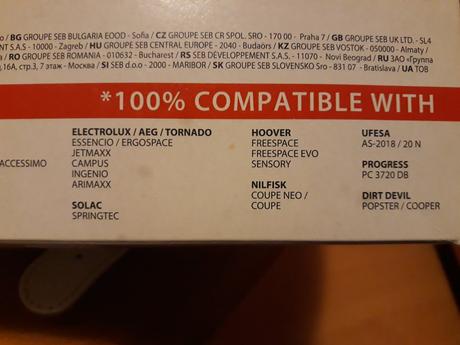 o / BG GROUPE SEB BULGARIA EOOD - Sofia / CZ GROUPE SEB CR SPOL. SRO - 170 00 - Praha 7 / GB GROUPE SEB UK LTD. - SL4
MENT S.A.S - 10000 - Zagreb / HU GROUPE SEB CENTRAL EUROPE - 2040 - Budaörs / KZ GROUPE SEB VOSTOK - 050000 - Almaty /
a / RO GROUPE SEB ROMANIA - 010632 - Bucharest / RS SEB DÉVELOPPEMENT S.A.S. - 11070 - Novi Beograd / RU ЗАО «Группа
д.16А, стр.3, 7 этаж - Москва / SI SEB d.o.o - 2000 - MARIBOR / SK GROUPE SEB SLOVENSKO Sro - 831 07 - Bratislava / UA ТОВ
*100% COMPATIBLE WITH
ACCESSIMO
ELECTROLUX / AEG / TORNADO
ESSENCIO / ERGOSPACE
JETMAXX
CAMPUS
INGENIO
ARIMAXX
SOLAC
SPRINGTEC
HOOVER
FREESPACE
FREESPACE EVO
SENSORY
NILFISK
COUPE NEO /
COUPE
UFESA
AS-2018 / 20 N
PROGRESS
PC 3720 DB
DIRT DEVIL
POPSTER / COOPER